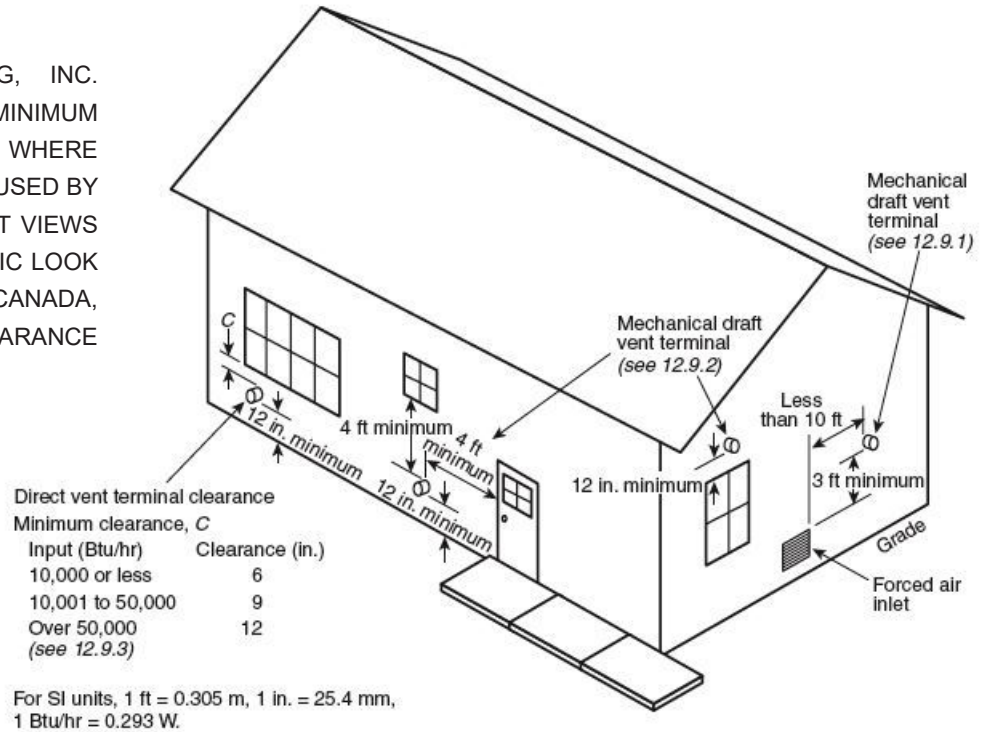 G, INC.
MINIMUM
WHERE
USED BY
T VIEWS
IC LOOK
CANADA,
EARANCE
Mechanical
draft vent
terminal
(see 12.9.1)
Mechanical draft
vent terminal
(see 12.9.2)
C
Less
than 10 ft
12 in. minimum
4 ft minimum
4 ft
minimum
12 in. minimum
12 in. minimum
3 ft minimum
Grade
Forced air
inlet
Direct vent terminal clearance
Minimum clearance, C
Input (Btu/hr) Clearance (in.)
10,000 or less 6
10,001 to 50,000 9
Over 50,000 12
(see 12.9.3)
For SI units, 1 ft = 0.305 m, 1 in. = 25.4 mm,
1 Btu/hr = 0.293 W.